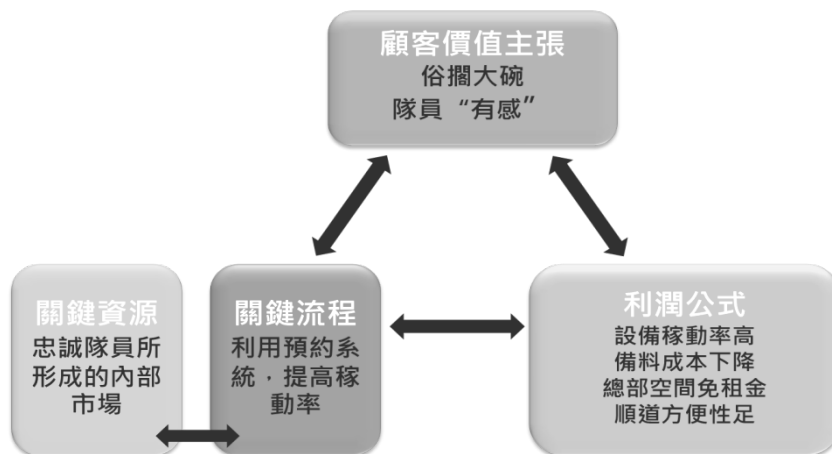 顧客價值主張
俗擱大碗
隊員“有感”
關鍵資源
忠誠隊員所
形成的內部
市場
關鍵流程
利用預約系
統，提高稼
動率
利潤公式
設備稼動率高
備料成本下降
總部空間免租金
順道方便性足